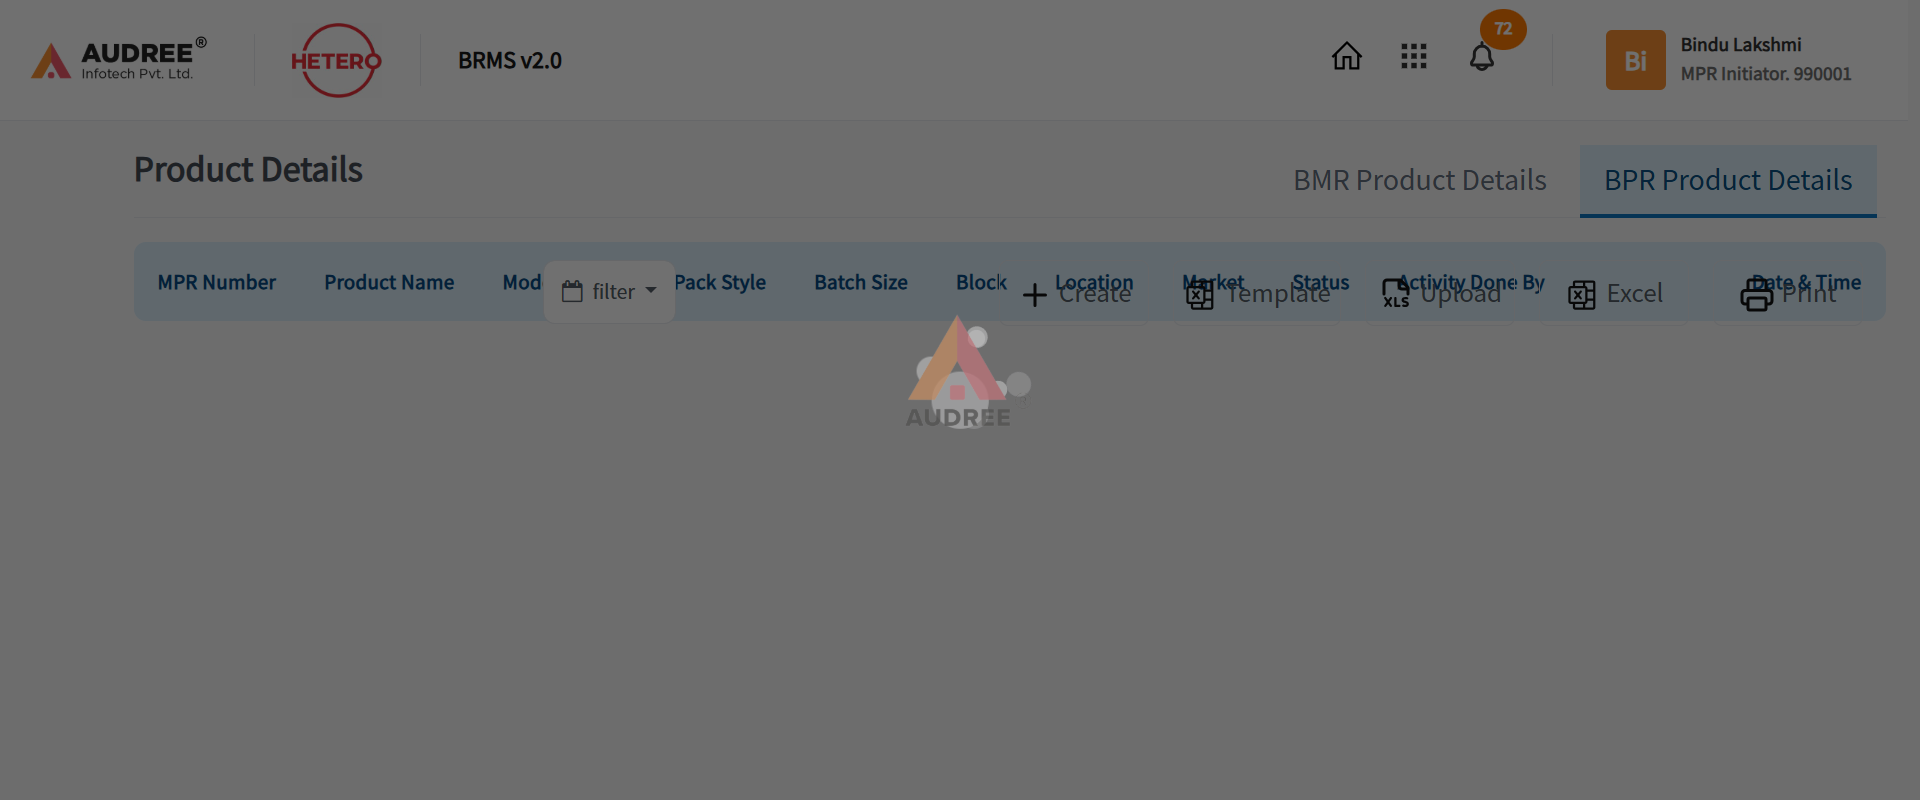 AUDREE®
Infotech Pvt. Ltd.
HETERO
BRMS v2.0
72
Bi
Bindu Lakshmi
MPR Initiator. 990001
Product Details
BMR Product Details
BPR Product Details
MPR Number Product Name Mod Pack Style Batch Size Block Location Market Status Activity Done By Date & Time
filter
Create Template XLS Upload Excel Print
AUDREE